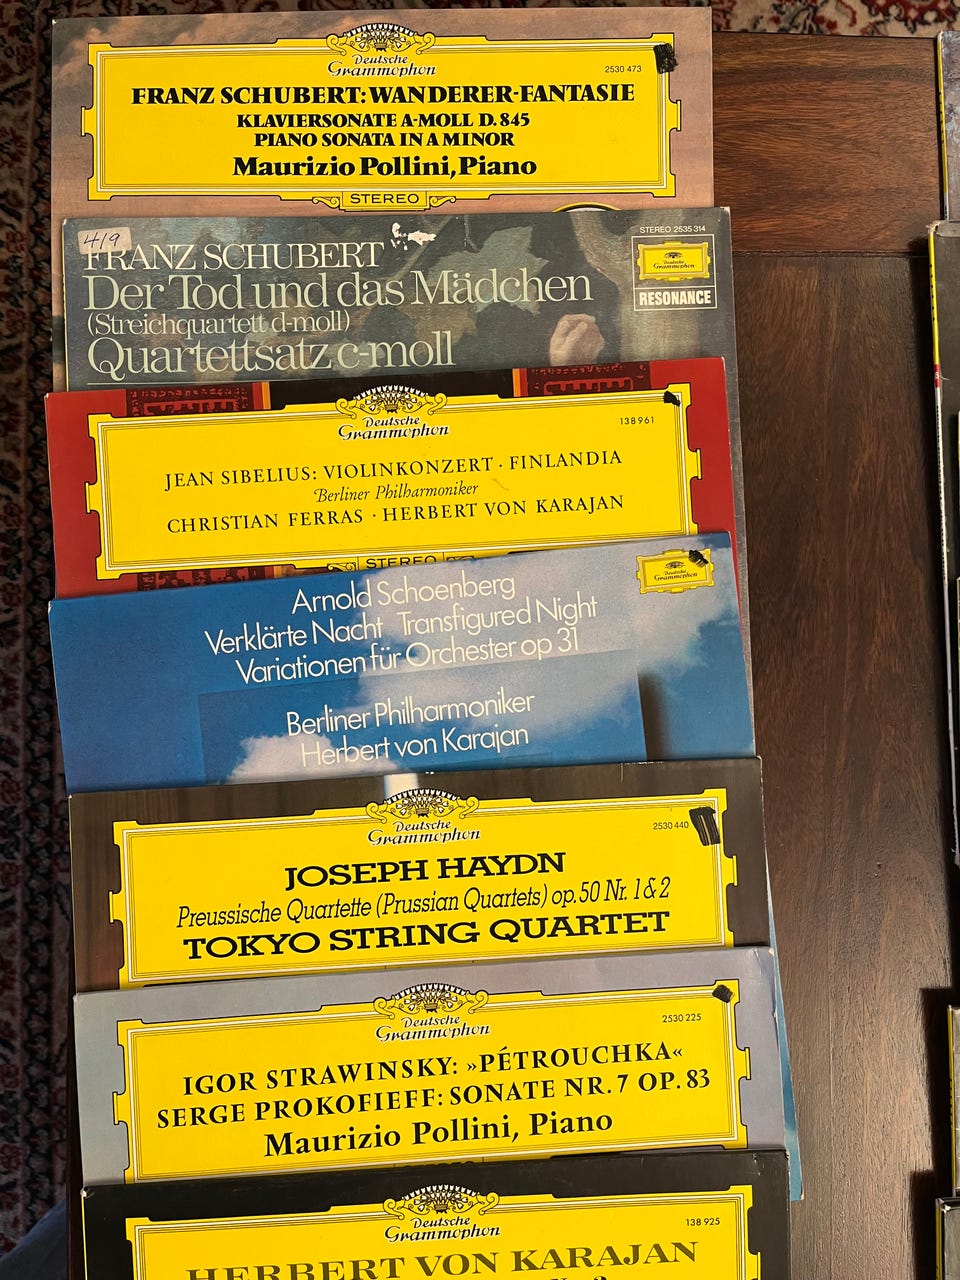 Deutsche
Grammophon
2530 473
FRANZ SCHUBERT: WANDERER-FANTASIE
KLAVIERSONATE A-MOLL D. 845
PIANO SONATA IN A MINOR
Maurizio Pollini, Piano
STEREO
419
STEREO 2535 314
FRANZ SCHUBERT
Deutsche
Grammophon
RESONANCE
Der Tod und das Mädchen
(Streichquartett d-moll)
Quartettsatz c-moll
Deutsche
Grammophon
138 961
JEAN SIBELIUS: VIOLINKONZERT · FINLANDIA
Berliner Philharmoniker
CHRISTIAN FERRAS · HERBERT VON KARAJAN
STEREO
Deutsche
Grammophon
Arnold Schoenberg
Verklärte Nacht Transfigured Night
Variationen für Orchester op 31
Berliner Philharmoniker
Herbert von Karajan
Deutsche
Grammophon
2530 440
JOSEPH HAYDN
Preussische Quartette (Prussian Quartets) op. 50 Nr. 1 & 2
TOKYO STRING QUARTET
Deutsche
Grammophon
2530 225
IGOR STRAWINSKY: »PÉTROUCHKA«
SERGE PROKOFIEFF: SONATE NR. 7 OP. 83
Maurizio Pollini, Piano
STEREO
Deutsche
Grammophon
138 925
HERBERT VON KARAJAN